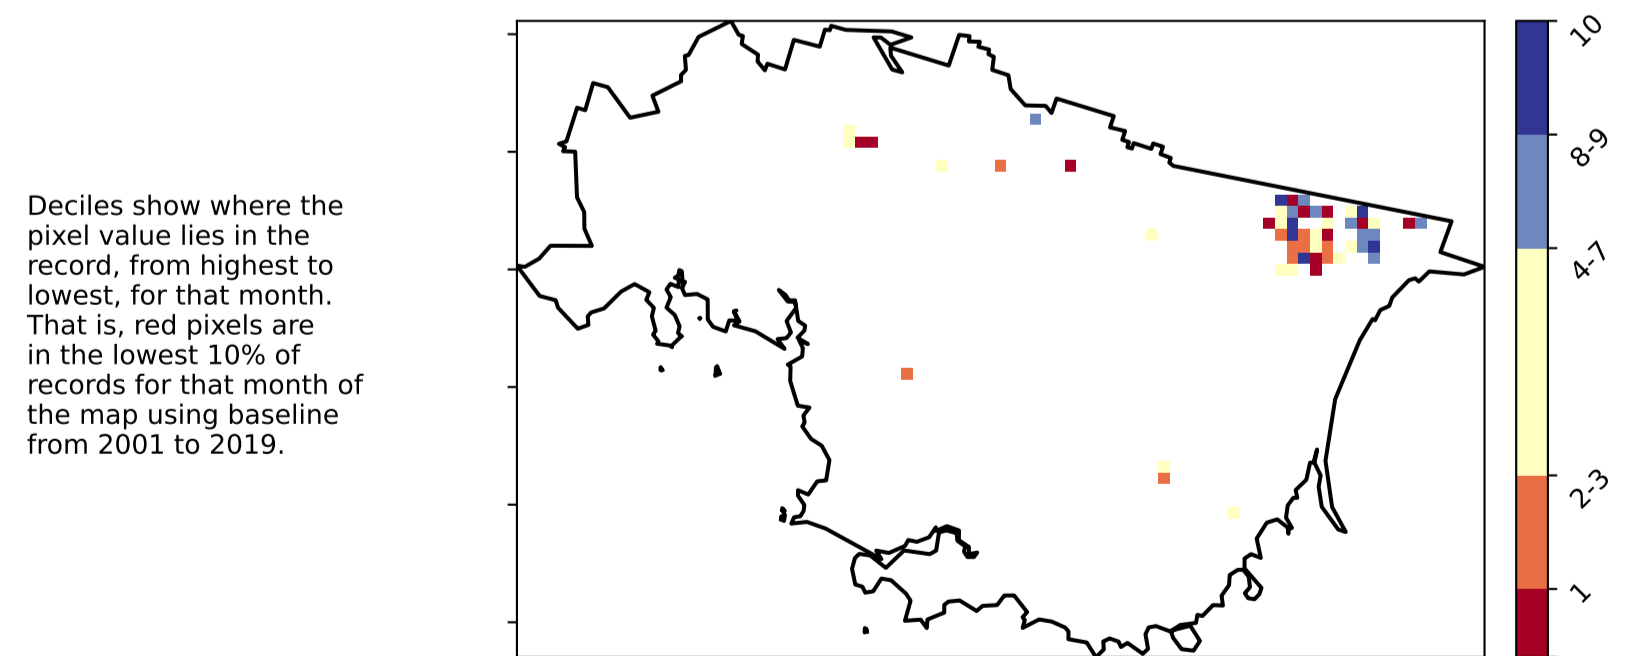 Deciles show where the
pixel value lies in the
record, from highest to
lowest, for that month.
That is, red pixels are
in the lowest 10% of
records for that month of
the map using baseline
from 2001 to 2019.
10
8-9
4-7
2-3
1